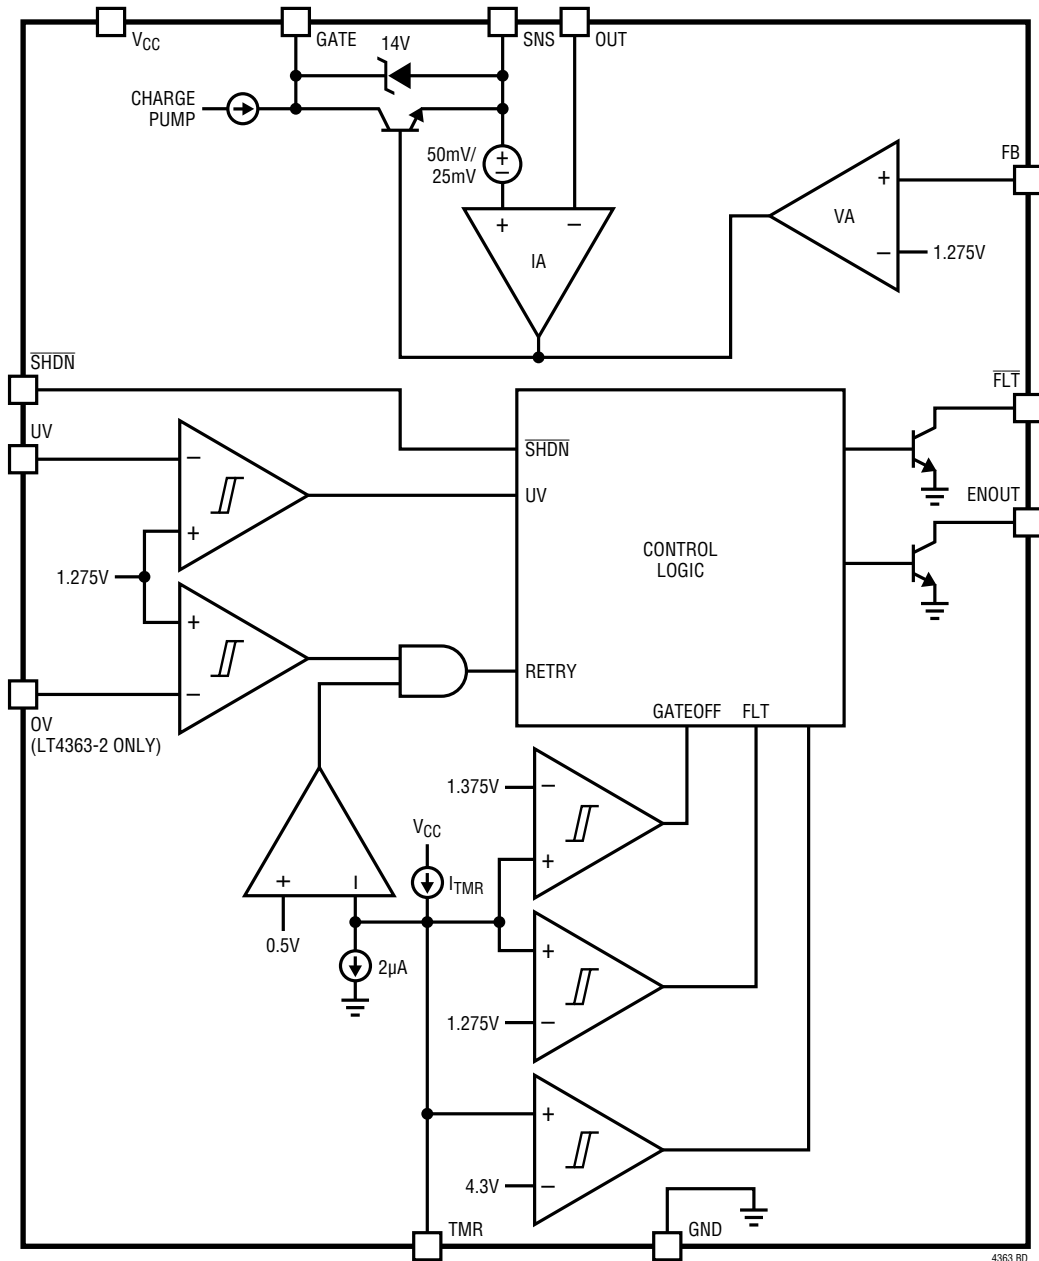 VCC
GATE
SNS
OUT
14V
CHARGE
PUMP
50mV/
25mV
+
−
+
−
IA
FB
+
VA
−
1.275V
SHDN
FLT
UV
−
SHDN
UV
ENOUT
+
1.275V
CONTROL
LOGIC
+
−
RETRY
OV
(LT4363-2 ONLY)
GATEOFF
FLT
1.375V
−
VCC
+
ITMR
+
−
0.5V
2µA
+
1.275V
−
+
4.3V
−
TMR
GND
4363 BD